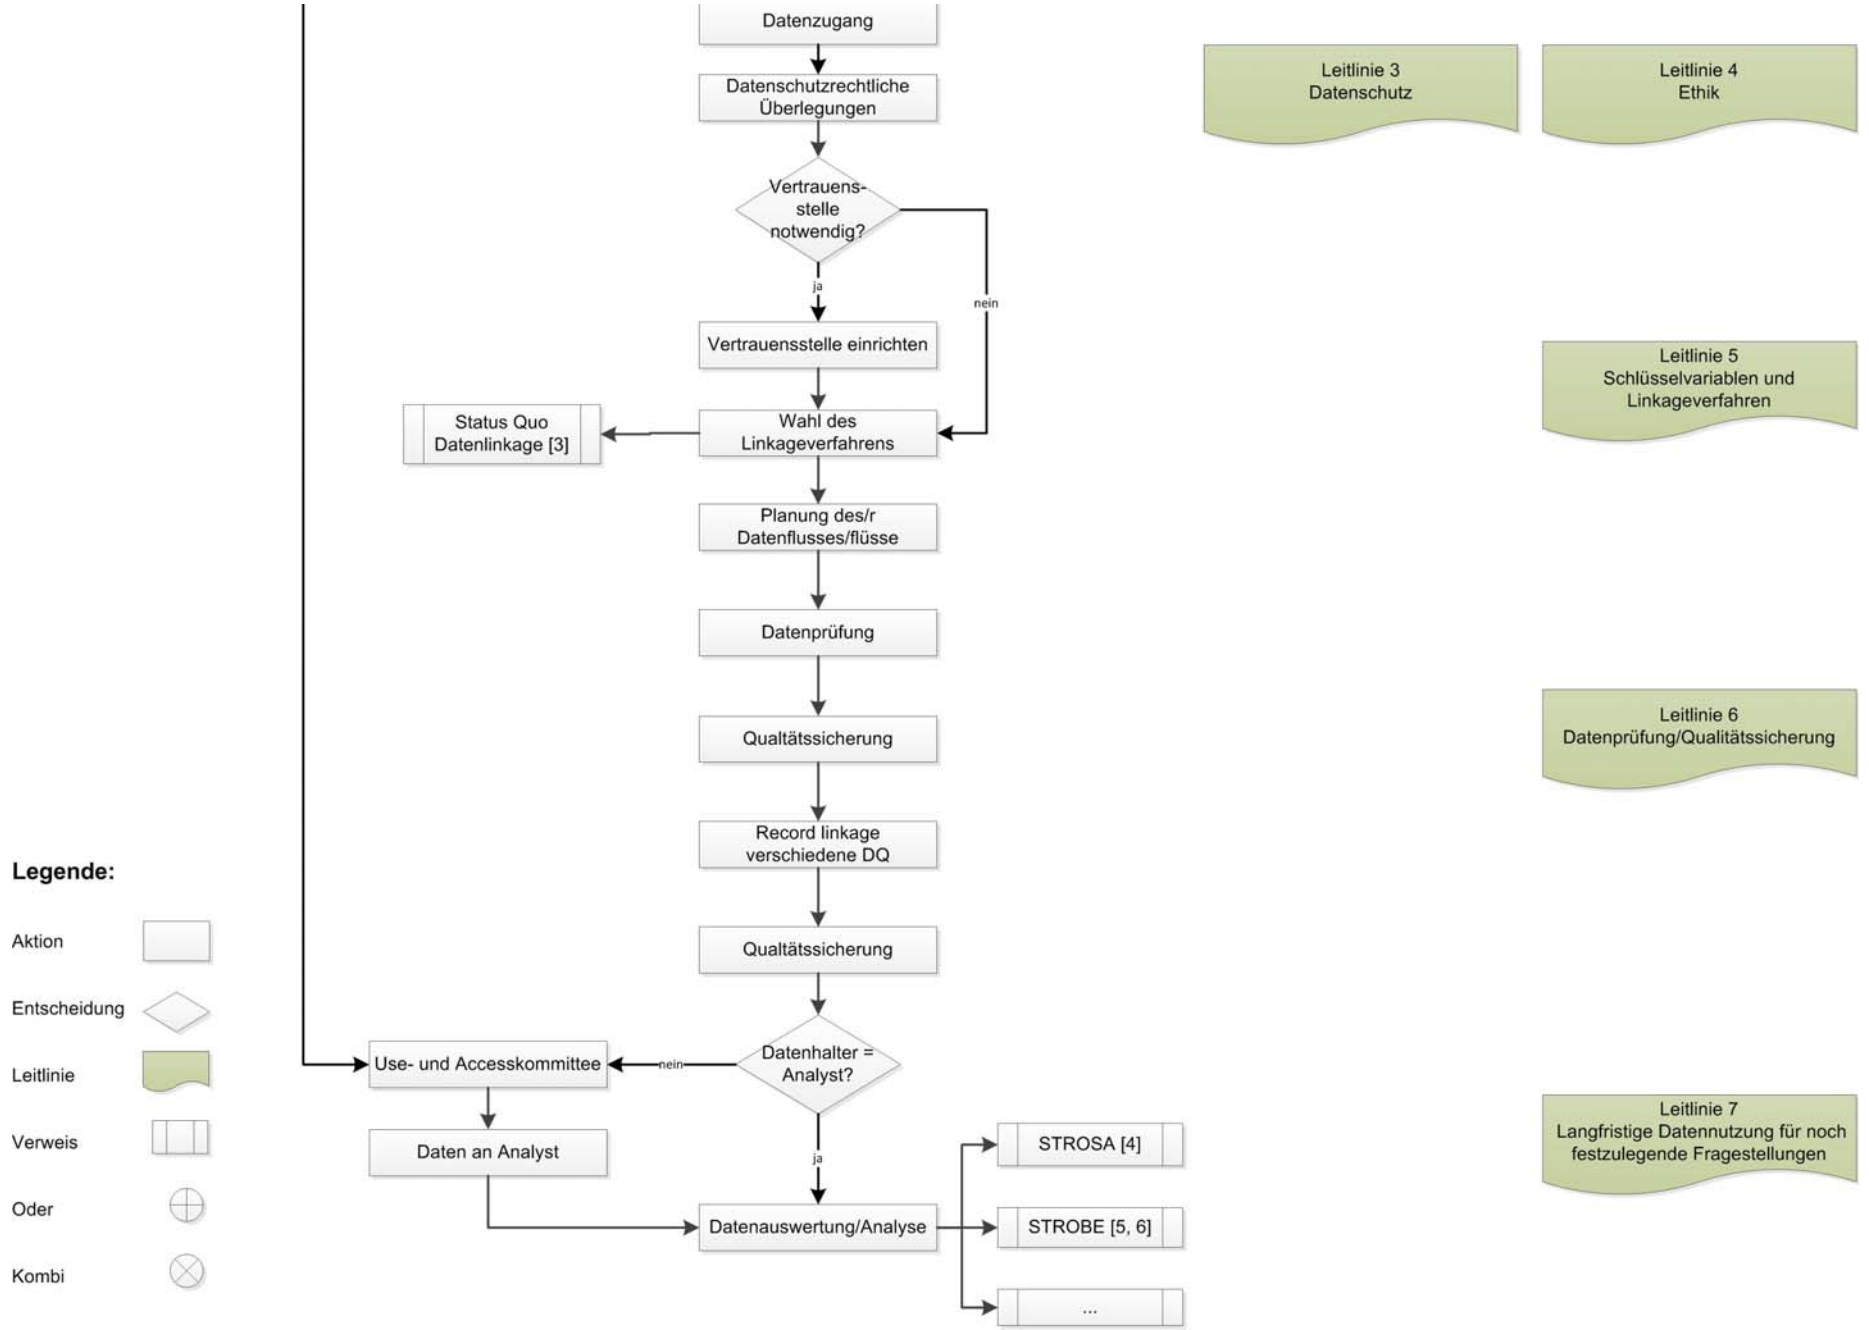 Datenzugang
Datenschutzrechtliche
Überlegungen
Leitlinie 3
Datenschutz
Leitlinie 4
Ethik
Vertrauens-
stelle
notwendig?
ja
nein
Vertrauensstelle einrichten
Leitlinie 5
Schlüsselvariablen und
Linkageverfahren
Status Quo
Datenlinkage [3]
Wahl des
Linkageverfahrens
Planung des/r
Datenflusses/flüsse
Datenprüfung
Qualtätssicherung
Leitlinie 6
Datenprüfung/Qualitätssicherung
Record linkage
verschiedene DQ
Qualtätssicherung
Datenhalter =
Analyst?
nein
Use- und Accesskommittee
Daten an Analyst
ja
Datenauswertung/Analyse
STROSA [4]
STROBE [5, 6]
...
Leitlinie 7
Langfristige Datennutzung für noch
festzulegende Fragestellungen
Legende:
Aktion
Entscheidung
Leitlinie
Verweis
Oder
Kombi